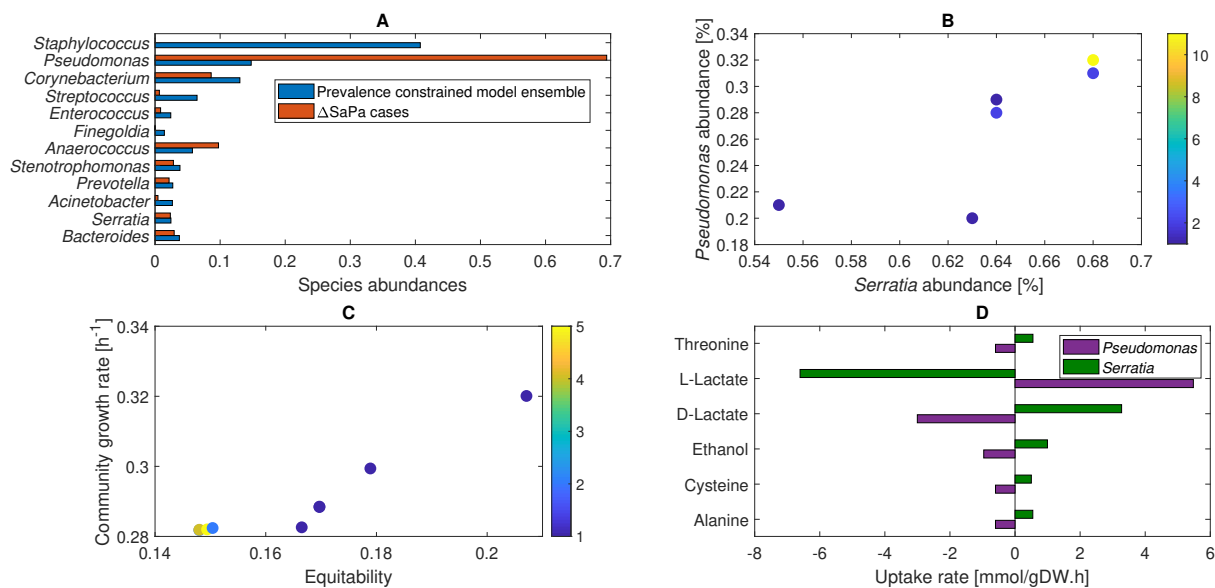 A
Staphylococcus
Pseudomonas
Corynebacterium
Streptococcus
Enterococcus
Finegoldia
Anaerococcus
Stenotrophomonas
Prevotella
Acinetobacter
Serratia
Bacteroides
Prevalence constrained model ensemble
ΔSaPa cases
0 0.1 0.2 0.3 0.4 0.5 0.6 0.7
Species abundances
B
Pseudomonas abundance [%]
0.34
0.32
0.3
0.28
0.26
0.24
0.22
0.2
0.18
0.54 0.56 0.58 0.6 0.62 0.64 0.66 0.68 0.7
Serratia abundance [%]
10
8
6
4
2
C
Community growth rate [h-1]
0.34
0.32
0.3
0.28
0.14 0.16 0.18 0.2
Equitability
5
4
3
2
1
D
Threonine
L-Lactate
D-Lactate
Ethanol
Cysteine
Alanine
Pseudomonas
Serratia
-8 -6 -4 -2 0 2 4 6
Uptake rate [mmol/gDW.h]